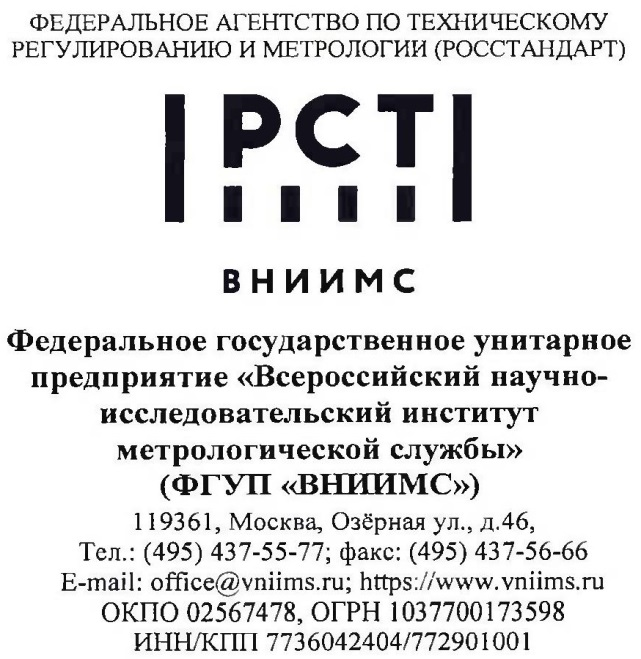 ФЕДЕРАЛЬНОЕ АГЕНТСТВО ПО ТЕХНИЧЕСКОМУ
РЕГУЛИРОВАНИЮ И МЕТРОЛОГИИ (РОССТАНДАРТ)
РСТ
ВНИИМС
Федеральное государственное унитарное
предприятие «Всероссийский научно-
исследовательский институт
метрологической службы»
(ФГУП «ВНИИМС»)
119361, Москва, Озёрная ул., д.46,
Тел.: (495) 437-55-77; факс: (495) 437-56-66
E-mail: office@vniims.ru; https://www.vniims.ru
ОКПО 02567478, ОГРН 1037700173598
ИНН/КПП 7736042404/772901001